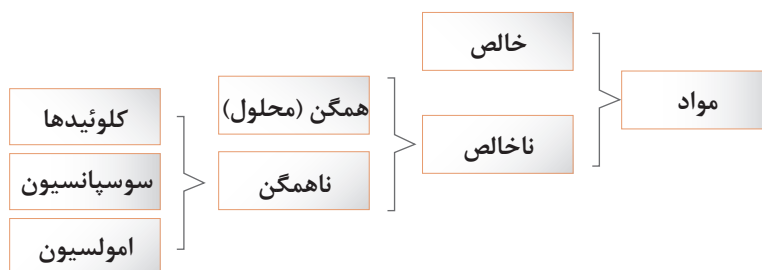 مواد
خالص
ناخالص
همگن (محلول)
ناهمگن
کلوئیدها
سوسپانسیون
امولسیون